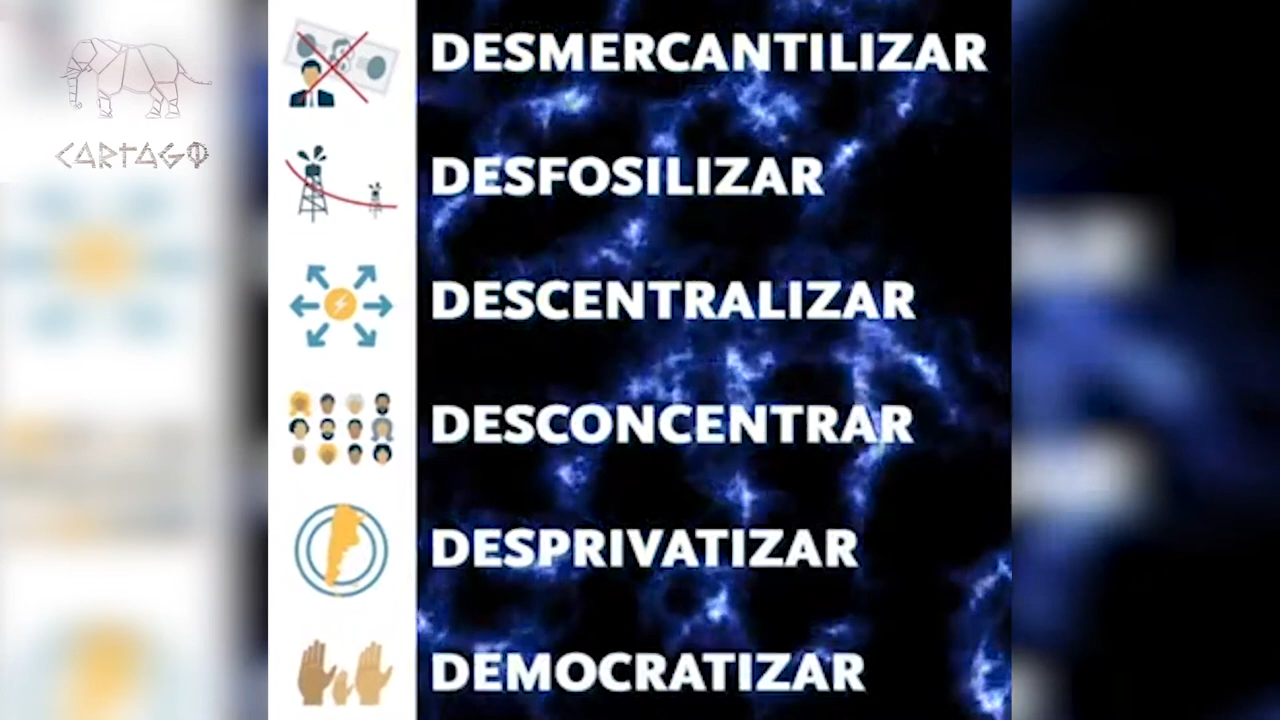 CARTAGO
DESMERCANTILIZAR
DESFOSILIZAR
DESCENTRALIZAR
DESCONCENTRAR
DESPRIVATIZAR
DEMOCRATIZAR